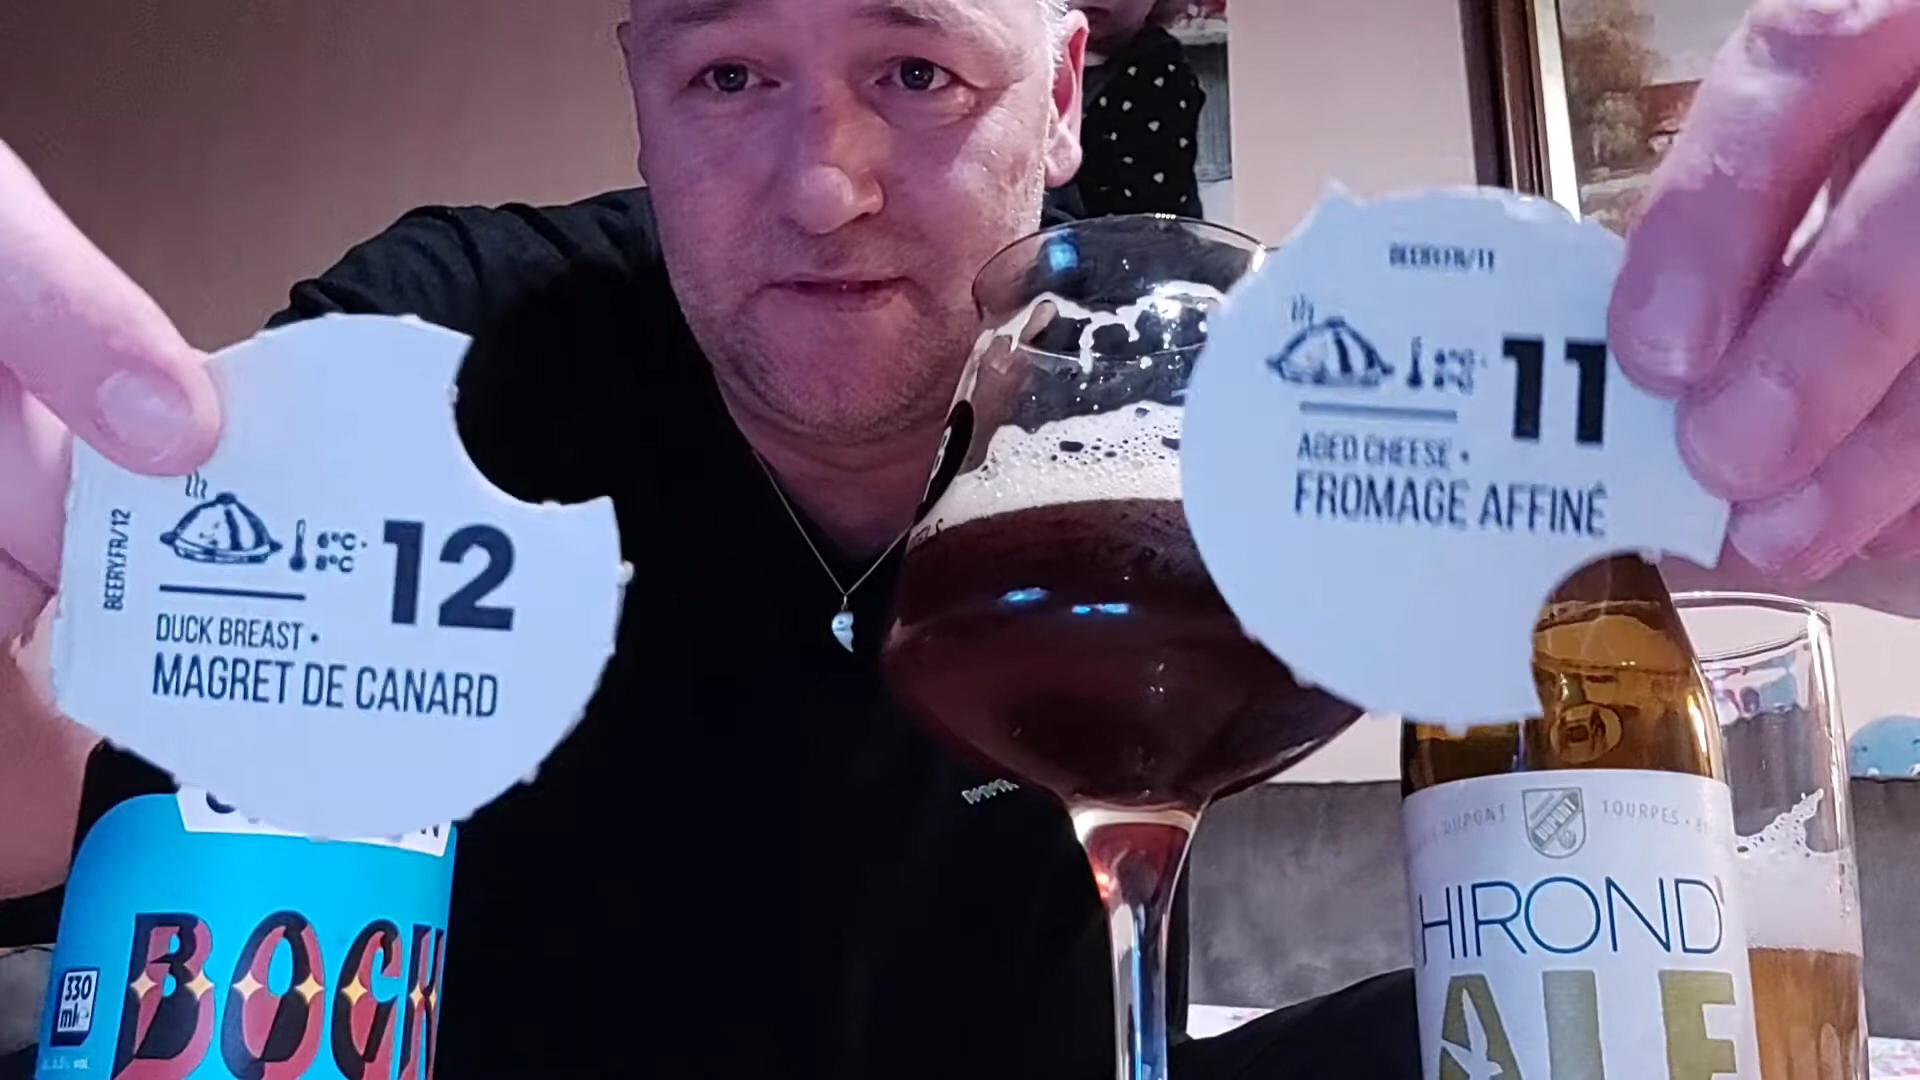 BEERY.FR/12
6°C-
8°C
12
DUCK BREAST •
MAGRET DE CANARD
BEERY.FR/11
11
AGED CHEESE •
FROMAGE AFFINÉ
BOCK
330
ml
DUPONT
TOURPES
DUPONT
HIROND'
ALE